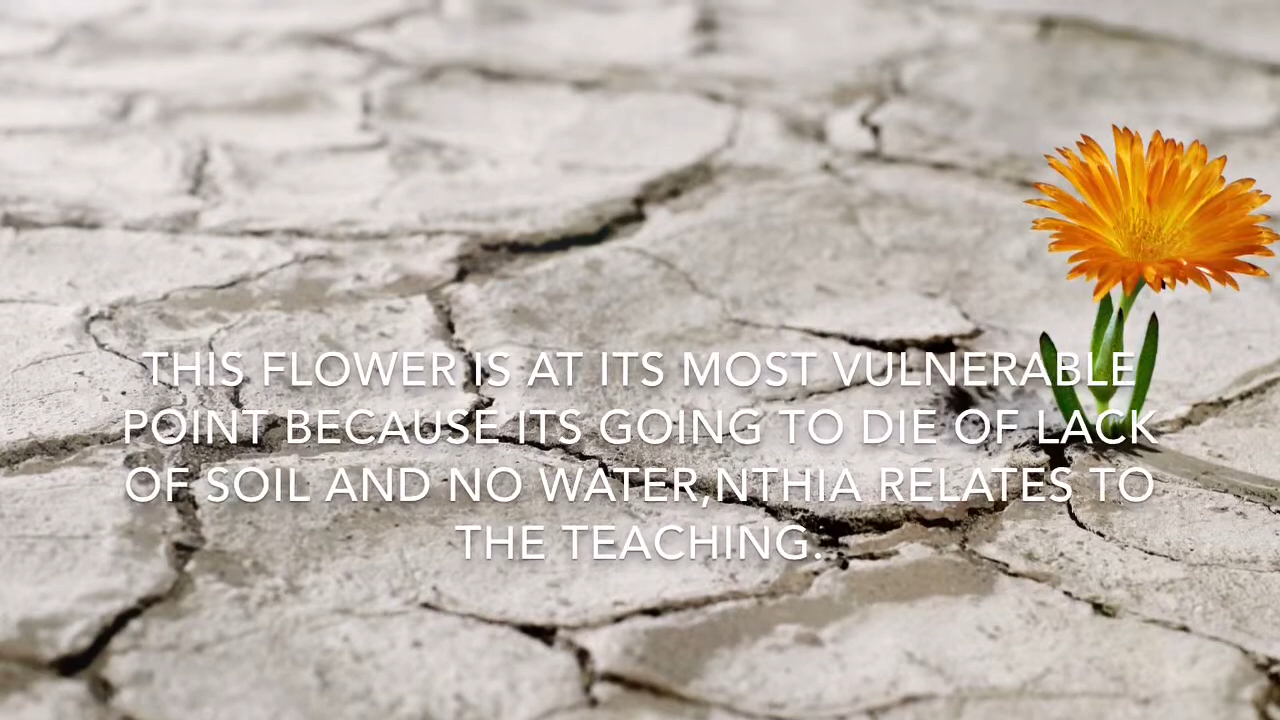 THIS FLOWER IS AT ITS MOST VULNERABLE
POINT BECAUSE ITS GOING TO DIE OF LACK
OF SOIL AND NO WATER,NTHIA RELATES TO
THE TEACHING.